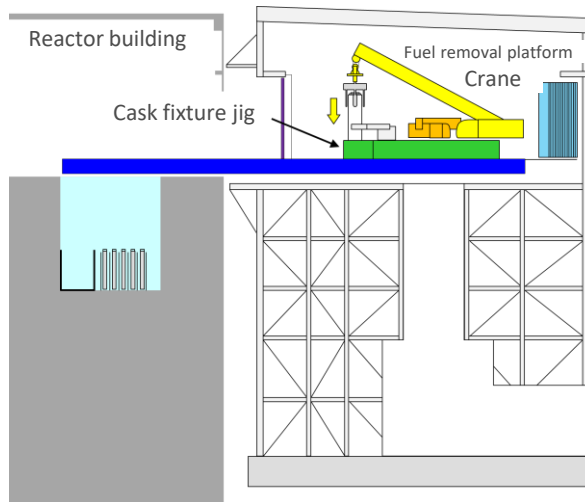 Reactor building
Fuel removal platform
Crane
Cask fixture jig